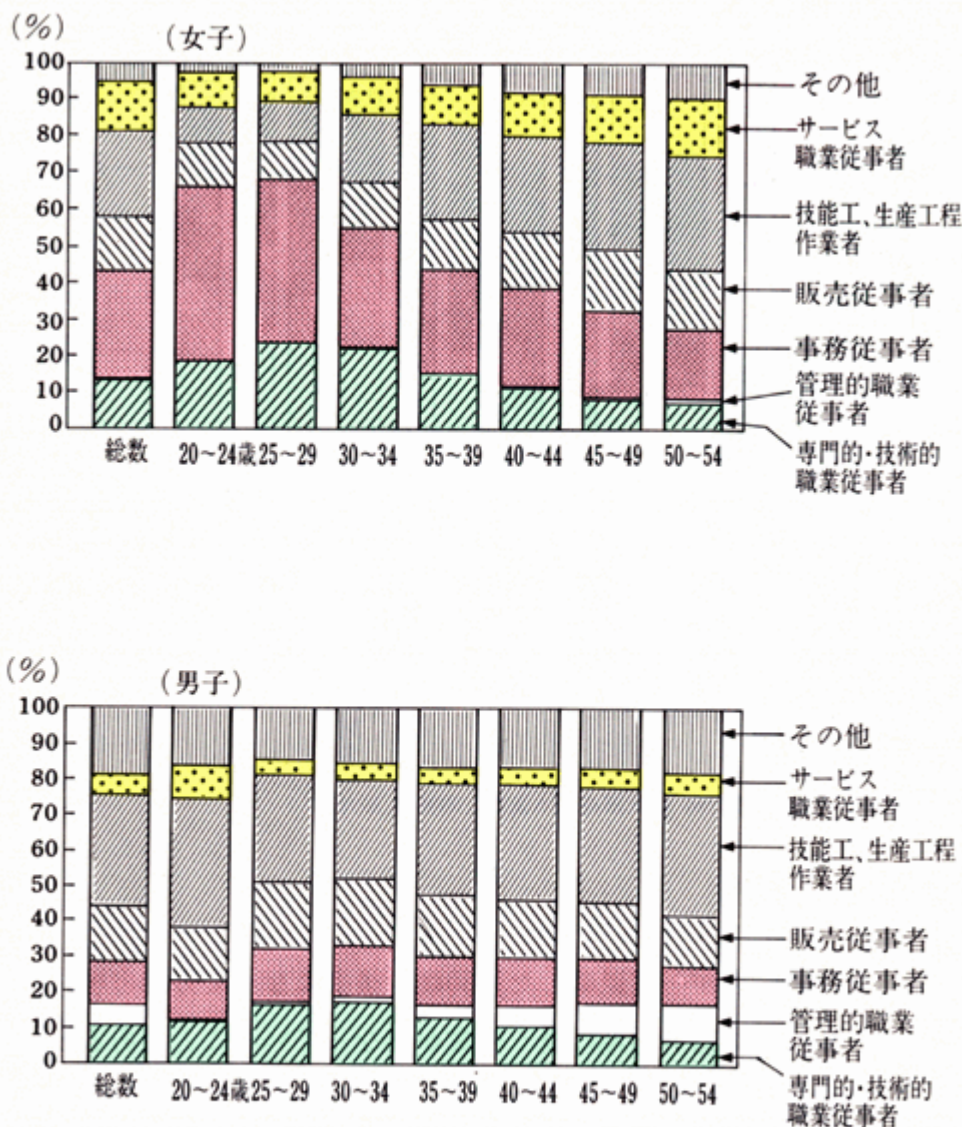 (%)
(女子)
100
90
80
70
60
50
40
30
20
10
0
総数 20～24歳 25～29 30～34 35～39 40～44 45～49 50～54
その他
サービス
職業従事者
技能工、生産工程
作業者
販売従事者
事務従事者
管理的職業
従事者
専門的・技術的
職業従事者
(%)
(男子)
100
90
80
70
60
50
40
30
20
10
0
総数 20～24歳 25～29 30～34 35～39 40～44 45～49 50～54
その他
サービス
職業従事者
技能工、生産工程
作業者
販売従事者
事務従事者
管理的職業
従事者
専門的・技術的
職業従事者